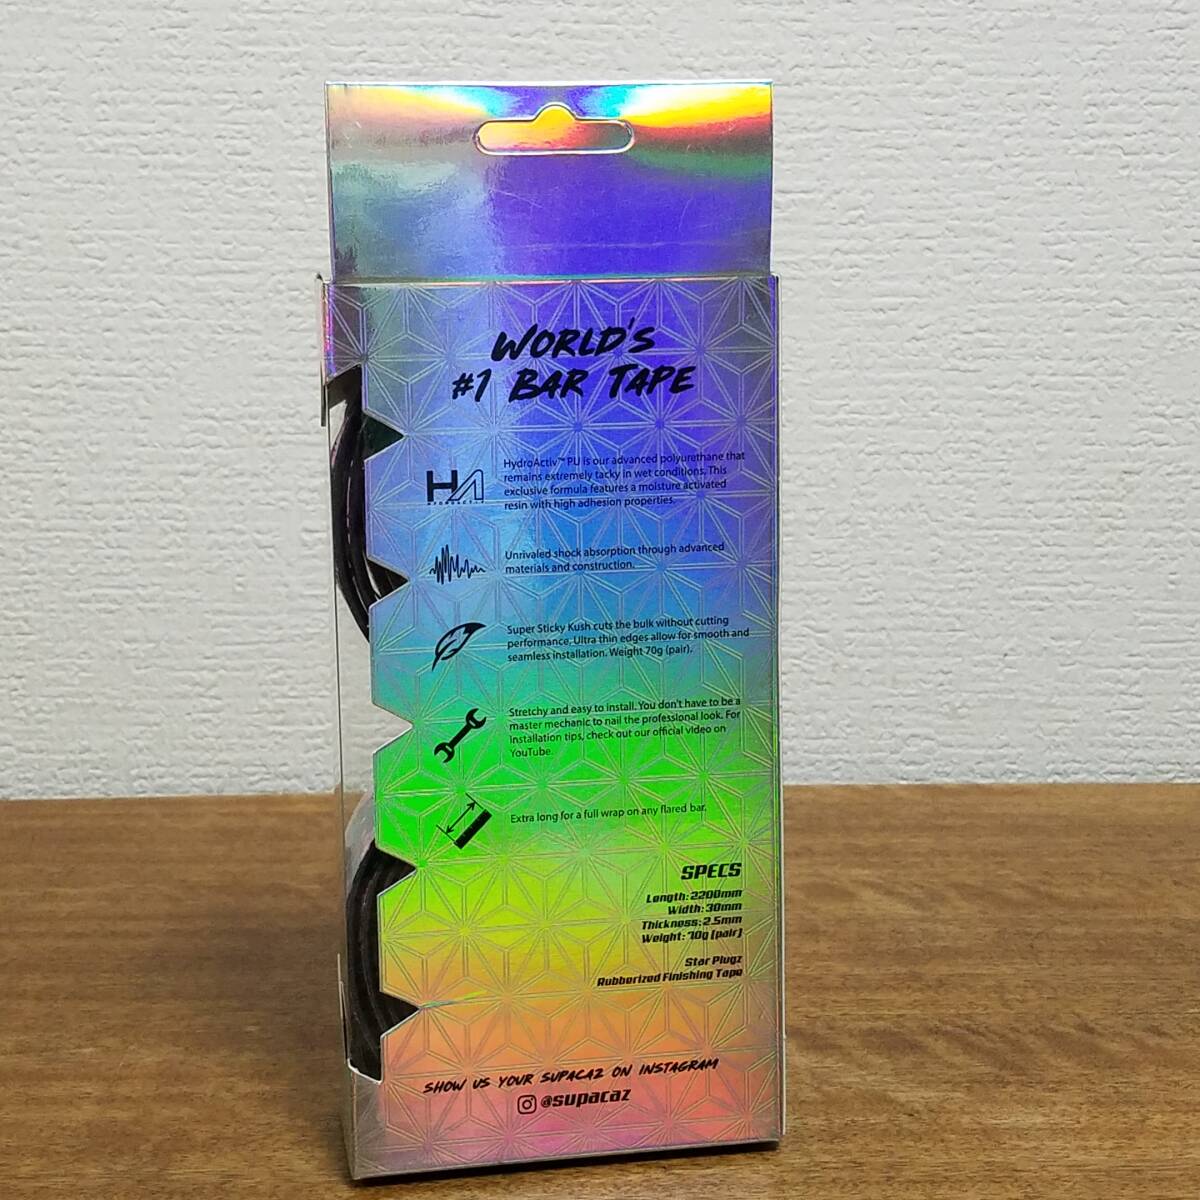 WORLD'S
#1 BAR TAPE
HydroActiv™ PU is our advanced polyurethane that
remains extremely tacky in wet conditions. This
exclusive formula features a moisture activated
resin with high adhesion properties.
HA
HYDROACTIV
Unrivaled shock absorption through advanced
materials and construction.
Super Sticky Kush cuts the bulk without cutting
performance. Ultra thin edges allow for smooth and
seamless installation. Weight 70g (pair).
Stretchy and easy to install. You don't have to be a
master mechanic to nail the professional look. For
installation tips, check out our official video on
YouTube.
Extra long for a full wrap on any flared bar.
SPECS
Length: 2200mm
Width: 30mm
Thickness: 2.5mm
Weight: 70g (pair)
Star Plugz
Rubberized Finishing Tape
SHOW US YOUR SUPACAZ ON INSTAGRAM
@supacaz